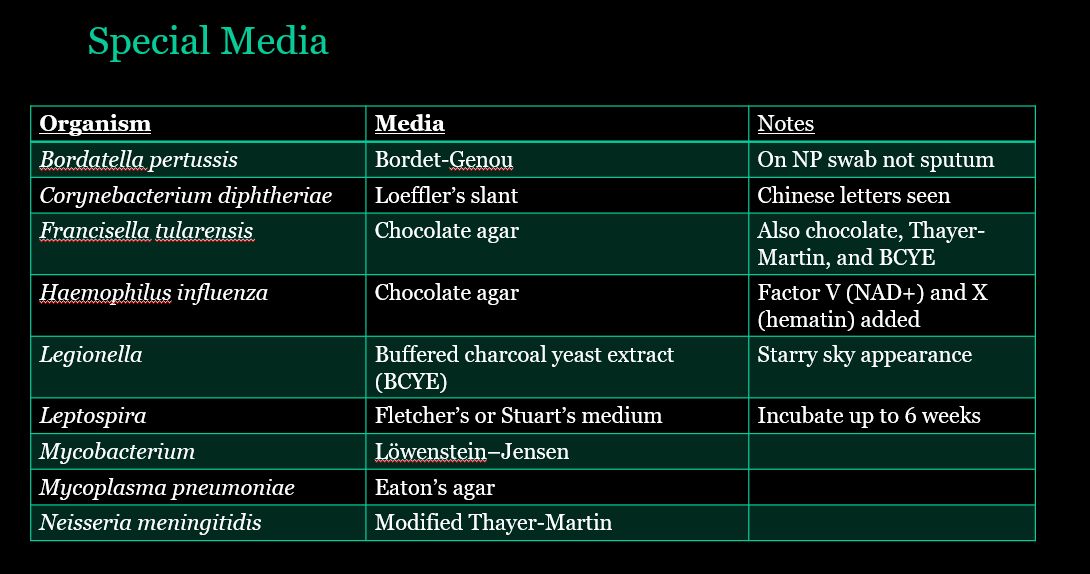 Special Media
Organism
Media
Notes
Bordatella pertussis
Bordet-Genou
On NP swab not sputum
Corynebacterium diphtheriae
Loeffler’s slant
Chinese letters seen
Francisella tularensis
Chocolate agar
Also chocolate, Thayer-
Martin, and BCYE
Haemophilus influenza
Chocolate agar
Factor V (NAD+) and X
(hematin) added
Legionella
Buffered charcoal yeast extract
(BCYE)
Starry sky appearance
Leptospira
Fletcher’s or Stuart’s medium
Incubate up to 6 weeks
Mycobacterium
Löwenstein–Jensen
Mycoplasma pneumoniae
Eaton’s agar
Neisseria meningitidis
Modified Thayer-Martin